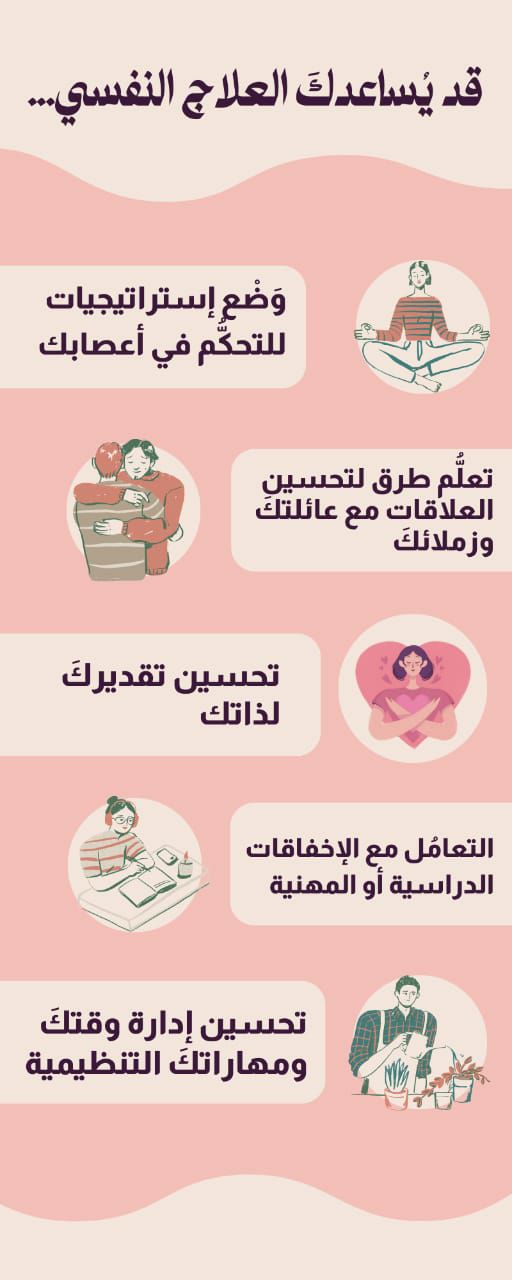 قد يُساعدكَ العلاج النفسي...
وَضْع إستراتيجيات
للتحكُّم في أعصابك
تعلُّم طرق لتحسين
العلاقات مع عائلتكَ
وزملائكَ
تحسين تقديركَ
لذاتك
التعامُل مع الإخفاقات
الدراسية أو المهنية
تحسين إدارة وقتكَ
ومهاراتكَ التنظيمية